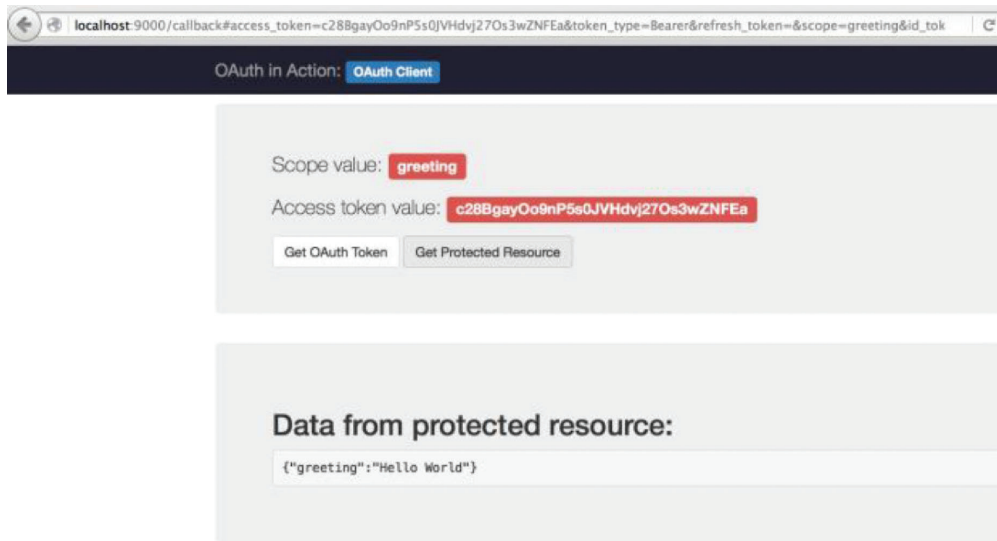 localhost:9000/callback#access_token=c28BgayOo9nP5s0JVHdvj27Os3wZNFEa&token_type=Bearer&refresh_token=&scope=greeting&id_tok
OAuth in Action: OAuth Client
Scope value: greeting
Access token value: c28BgayOo9nP5s0JVHdvj27Os3wZNFEa
Get OAuth Token Get Protected Resource
Data from protected resource:
{"greeting":"Hello World"}